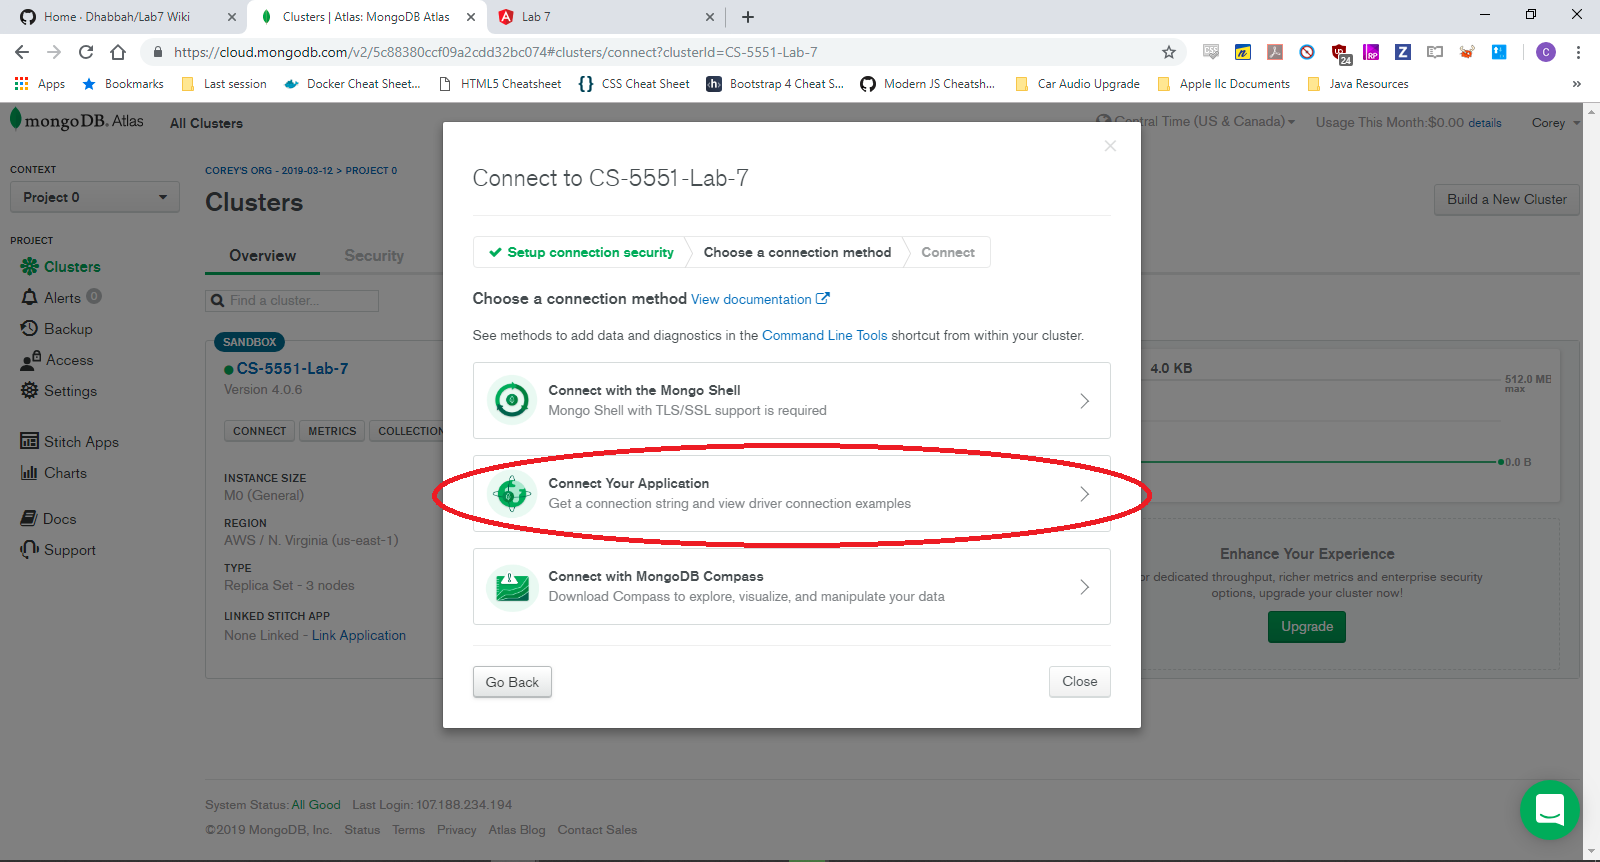 Home · Dhabbah/Lab7 Wiki
Clusters | Atlas: MongoDB Atlas
Lab 7
https://cloud.mongodb.com/v2/5c88380ccf09a2cdd32bc074#clusters/connect?clusterId=CS-5551-Lab-7
24
C
Apps
Bookmarks
Last session
Docker Cheat Sheet...
HTML5 Cheatsheet
CSS Cheat Sheet
Bootstrap 4 Cheat S...
Modern JS Cheatsh...
Car Audio Upgrade
Apple IIc Documents
Java Resources
»
mongoDB. Atlas
All Clusters
Central Time (US & Canada)
Usage This Month:$0.00 details
Corey
CONTEXT
Project 0
PROJECT
Clusters
Alerts 0
Backup
Access
Settings
Stitch Apps
Charts
Docs
Support
COREY'S ORG - 2019-03-12 > PROJECT 0
Clusters
Build a New Cluster
Overview
Security
Find a cluster...
SANDBOX
CS-5551-Lab-7
Version 4.0.6
CONNECT
METRICS
COLLECTION
INSTANCE SIZE
M0 (General)
REGION
AWS / N. Virginia (us-east-1)
TYPE
Replica Set - 3 nodes
LINKED STITCH APP
None Linked - Link Application
Connect to CS-5551-Lab-7
Setup connection security
Choose a connection method
Connect
Choose a connection method View documentation
See methods to add data and diagnostics in the Command Line Tools shortcut from within your cluster.
Connect with the Mongo Shell
Mongo Shell with TLS/SSL support is required
Connect Your Application
Get a connection string and view driver connection examples
Connect with MongoDB Compass
Download Compass to explore, visualize, and manipulate your data
Go Back
Close
4.0 KB
512.0 MB
max
0.0 B
Enhance Your Experience
or dedicated throughput, richer metrics and enterprise security
options, upgrade your cluster now!
Upgrade
System Status: All Good Last Login: 107.188.234.194
©2019 MongoDB, Inc. Status Terms Privacy Atlas Blog Contact Sales